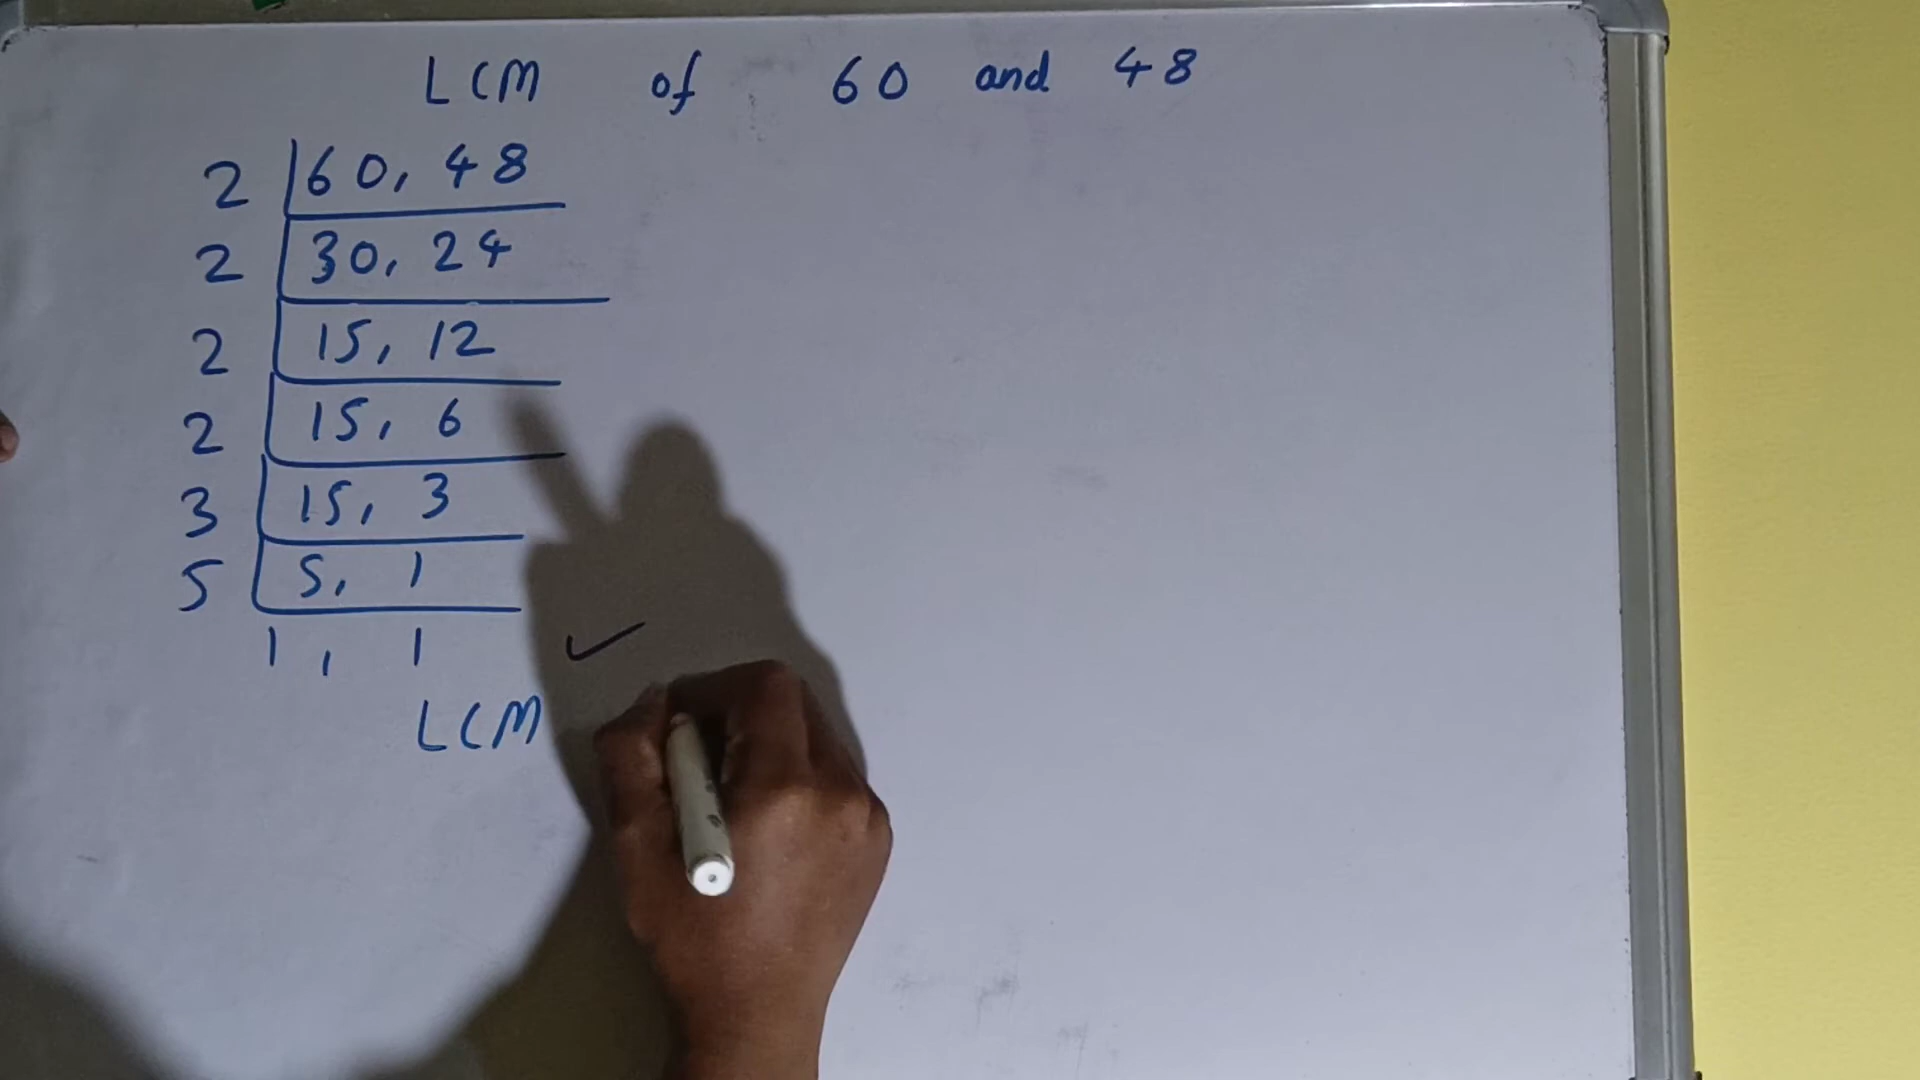 LCM of 60 and 48
2 60, 48
2 30, 24
2 15, 12
2 15, 6
3 15, 3
5 5, 1
1, 1
LCM